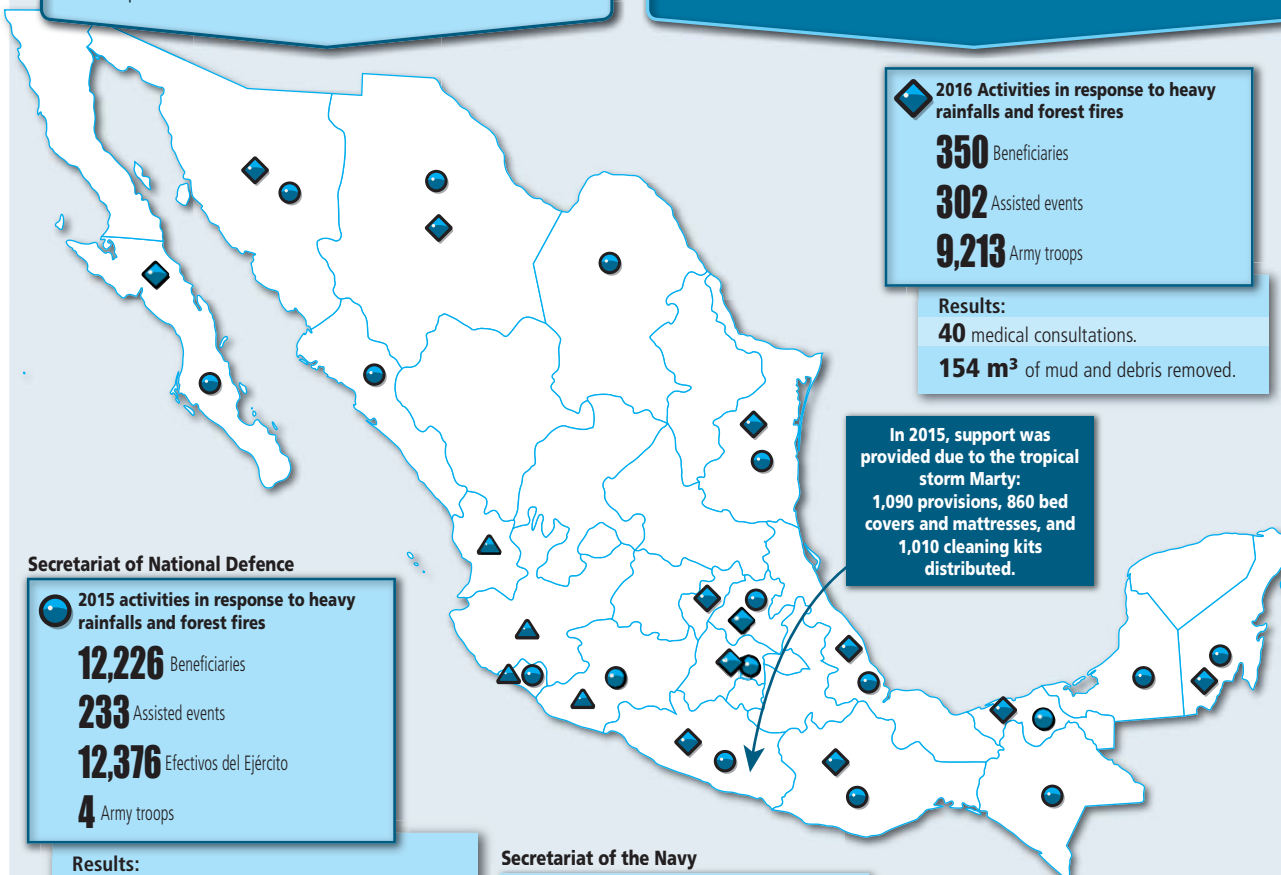 2016 Activities in response to heavy
rainfalls and forest fires
350 Beneficiaries
302 Assisted events
9,213 Army troops
Results:
40 medical consultations.
154 m³ of mud and debris removed.
In 2015, support was
provided due to the tropical
storm Marty:
1,090 provisions, 860 bed
covers and mattresses, and
1,010 cleaning kits
distributed.
Secretariat of National Defence
2015 activities in response to heavy
rainfalls and forest fires
12,226 Beneficiaries
233 Assisted events
12,376 Efectivos del Ejército
4 Army troops
Results:
Secretariat of the Navy